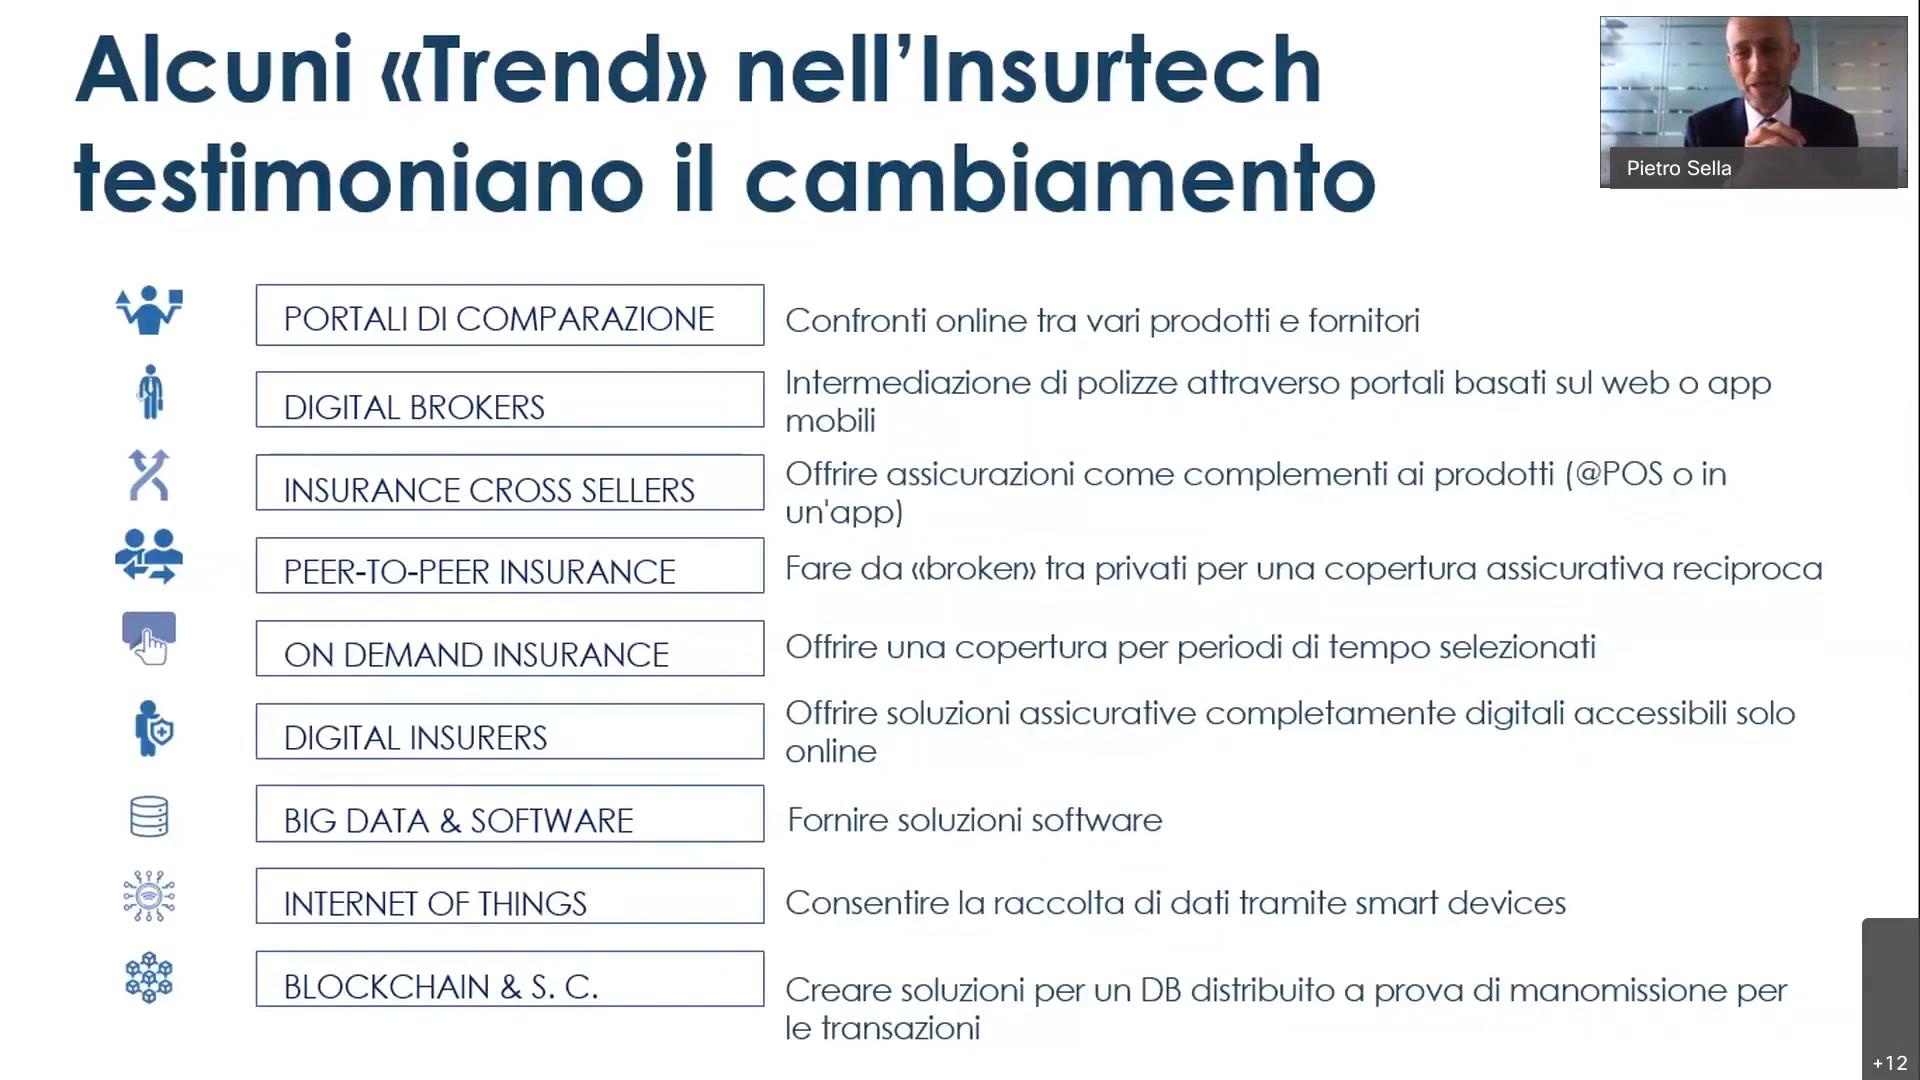 Alcuni «Trend» nell’Insurtech
testimoniano il cambiamento
Pietro Sella
PORTALI DI COMPARAZIONE
Confronti online tra vari prodotti e fornitori
DIGITAL BROKERS
Intermediazione di polizze attraverso portali basati sul web o app
mobili
INSURANCE CROSS SELLERS
Offrire assicurazioni come complementi ai prodotti (@POS o in
un'app)
PEER-TO-PEER INSURANCE
Fare da «broker» tra privati per una copertura assicurativa reciproca
ON DEMAND INSURANCE
Offrire una copertura per periodi di tempo selezionati
DIGITAL INSURERS
Offrire soluzioni assicurative completamente digitali accessibili solo
online
BIG DATA & SOFTWARE
Fornire soluzioni software
INTERNET OF THINGS
Consentire la raccolta di dati tramite smart devices
BLOCKCHAIN & S. C.
Creare soluzioni per un DB distribuito a prova di manomissione per
le transazioni
+12